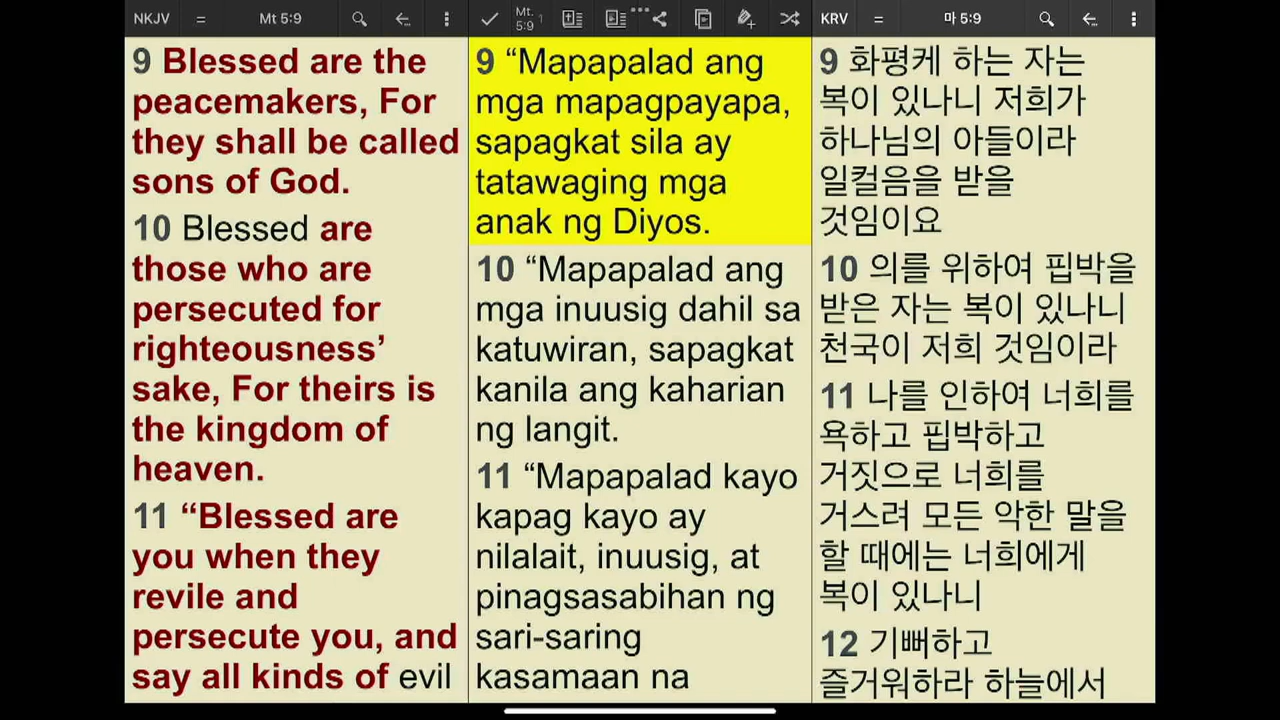 NKJV = Mt 5:9
9 Blessed are the
peacemakers, For
they shall be called
sons of God.
10 Blessed are
those who are
persecuted for
righteousness’
sake, For theirs is
the kingdom of
heaven.
11 “Blessed are
you when they
revile and
persecute you, and
say all kinds of evil
Mt. 1
5:9
9 “Mapapalad ang
mga mapagpayapa,
sapagkat sila ay
tatawaging mga
anak ng Diyos.
10 “Mapapalad ang
mga inuusig dahil sa
katuwiran, sapagkat
kanila ang kaharian
ng langit.
11 “Mapapalad kayo
kapag kayo ay
nilalait, inuusig, at
pinagsasabihan ng
sari-saring
kasamaan na
KRV = 마 5:9
9 화평케 하는 자는
복이 있나니 저희가
하나님의 아들이라
일컬음을 받을
것임이요
10 의를 위하여 핍박을
받은 자는 복이 있나니
천국이 저희 것임이라
11 나를 인하여 너희를
욕하고 핍박하고
거짓으로 너희를
거스려 모든 악한 말을
할 때에는 너희에게
복이 있나니
12 기뻐하고
즐거워하라 하늘에서